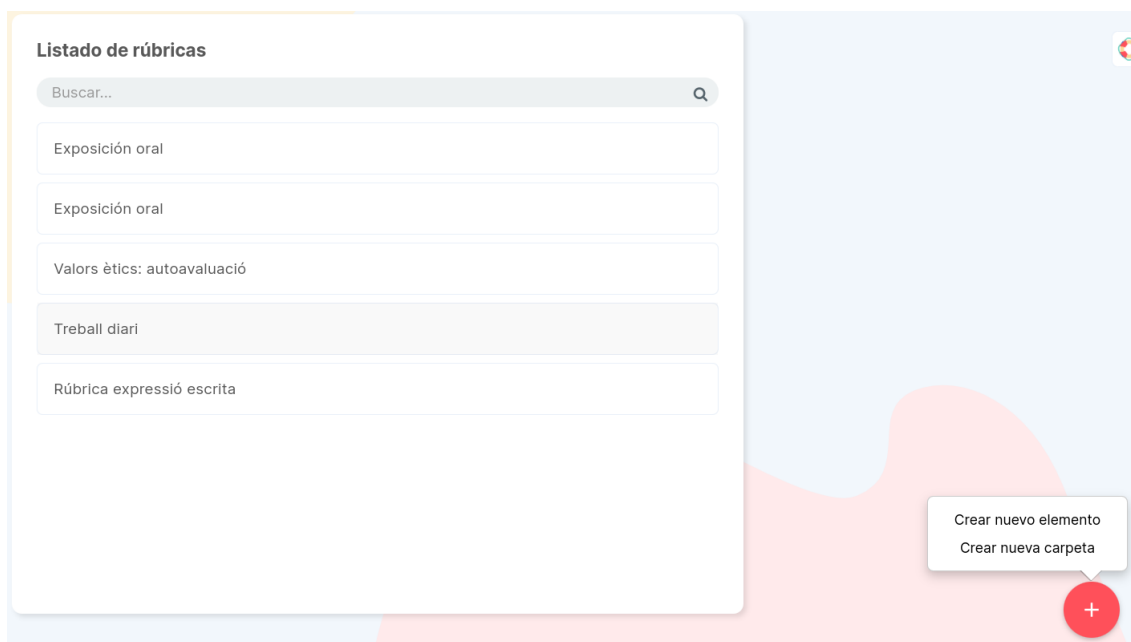 Listado de rúbricas
Buscar...
Exposición oral
Exposición oral
Valors ètics: autoavaluació
Treball diari
Rúbrica expressió escrita
Crear nuevo elemento
Crear nueva carpeta
+